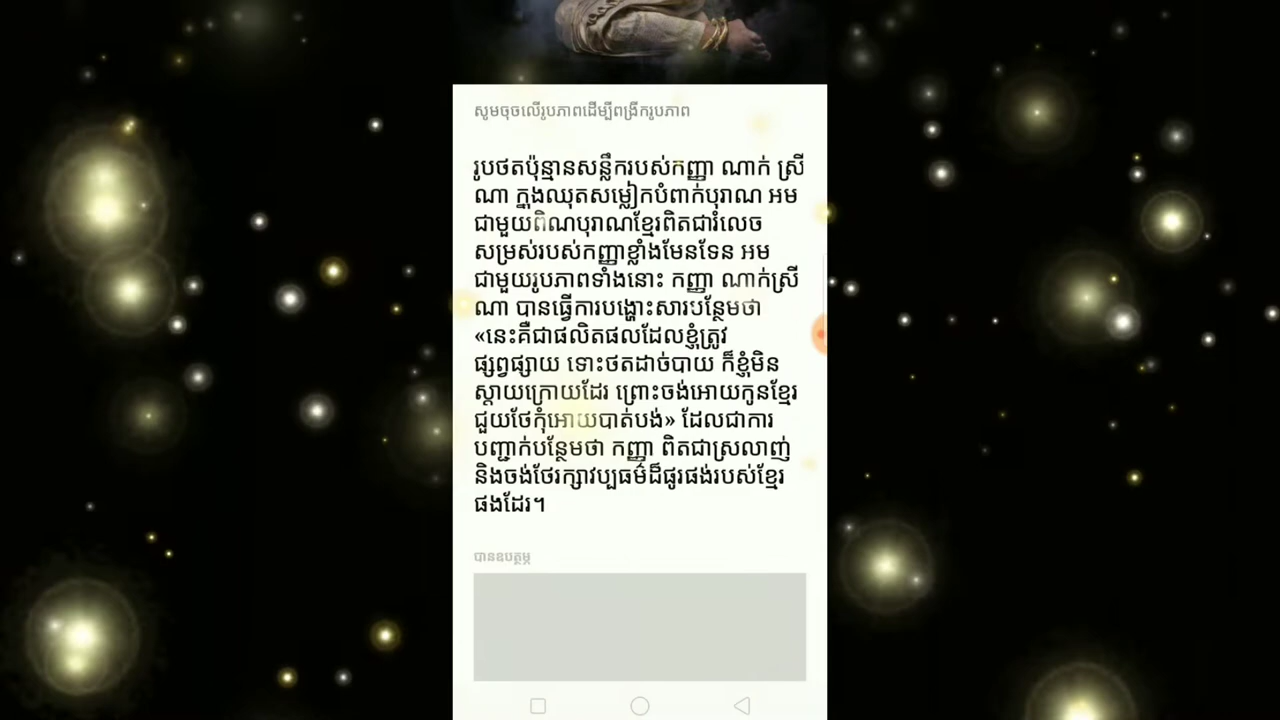 សូមចុចលើរូបភាពដើម្បីពង្រីករូបភាព
រូបថតប៉ុន្មានសន្លឹករបស់កញ្ញា ណាក់ ស្រី
ណា ក្នុងឈុតសម្លៀកបំពាក់បុរាណ អម
ជាមួយពិណបុរាណខ្មែរពិតជារំលេច
សម្រស់របស់កញ្ញាខ្លាំងមែនទែន អម
ជាមួយរូបភាពទាំងនោះ កញ្ញា ណាក់ស្រី
ណា បានធ្វើការបង្ហោះសារបន្ថែមថា
«នេះគឺជាផលិតផលដែលខ្ញុំត្រូវ
ផ្សព្វផ្សាយ ទោះថតដាច់បាយ ក៏ខ្ញុំមិន
ស្តាយក្រោយដែរ ព្រោះចង់អោយកូនខ្មែរ
ជួយថែកុំអោយបាត់បង់» ដែលជាការ
បញ្ជាក់បន្ថែមថា កញ្ញា ពិតជាស្រលាញ់
និងចង់ថែរក្សាវប្បធម៌ដ៏ផូរផង់របស់ខ្មែរ
ផងដែរ។
បានឧបត្ថម្ភ